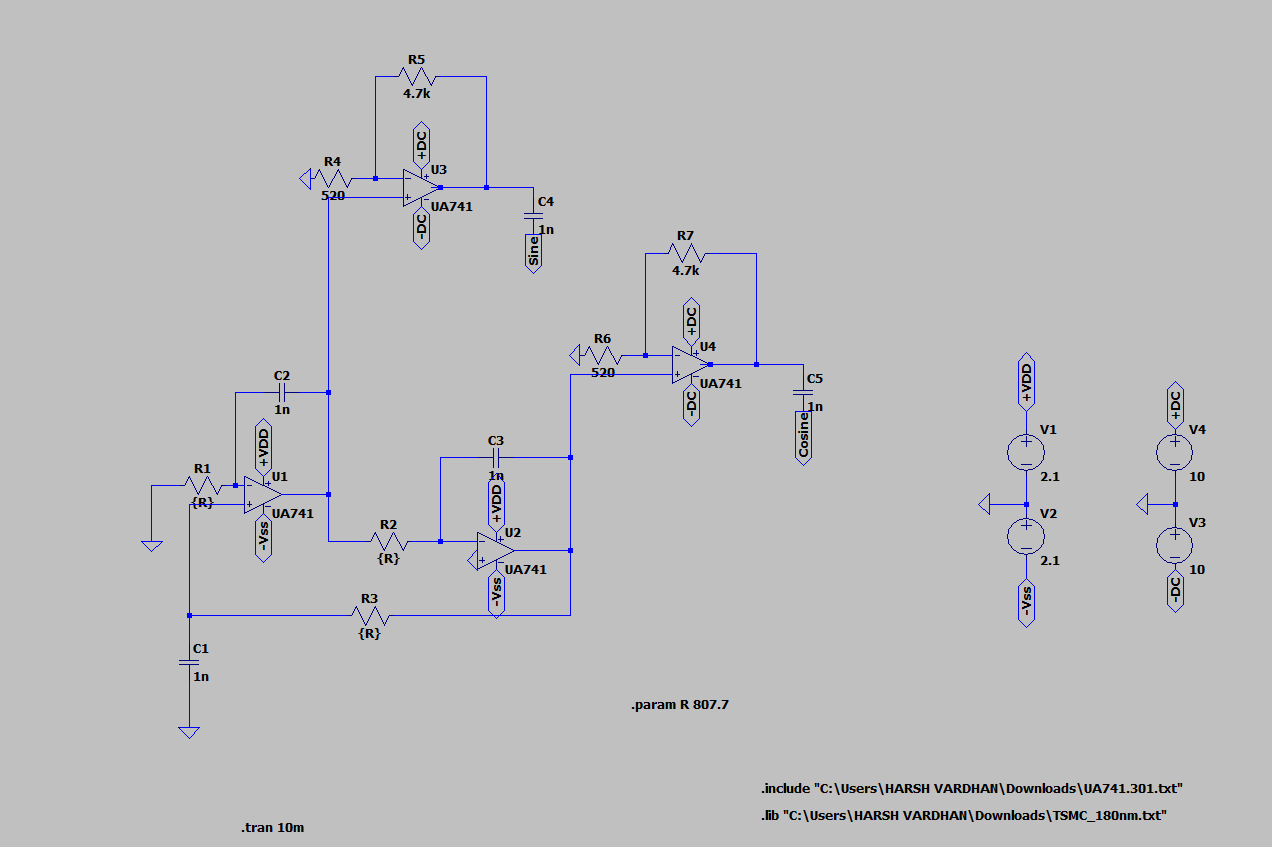 R5
4.7k
+DC
R4
U3
520
UA741
-DC
C4
1n
Sine
R7
4.7k
+DC
R6
U4
520
UA741
-DC
C5
1n
Cosine
C2
1n
+VDD
R1
U1
{R}
UA741
-Vss
C3
1n
+VDD
R2
U2
{R}
UA741
-Vss
R3
{R}
C1
1n
+VDD
V1
2.1
V2
2.1
-Vss
+DC
V4
10
V3
10
-DC
.param R 807.7
.include "C:\Users\HARSH VARDHAN\Downloads\UA741.301.txt"
.lib "C:\Users\HARSH VARDHAN\Downloads\TSMC_180nm.txt"
.tran 10m